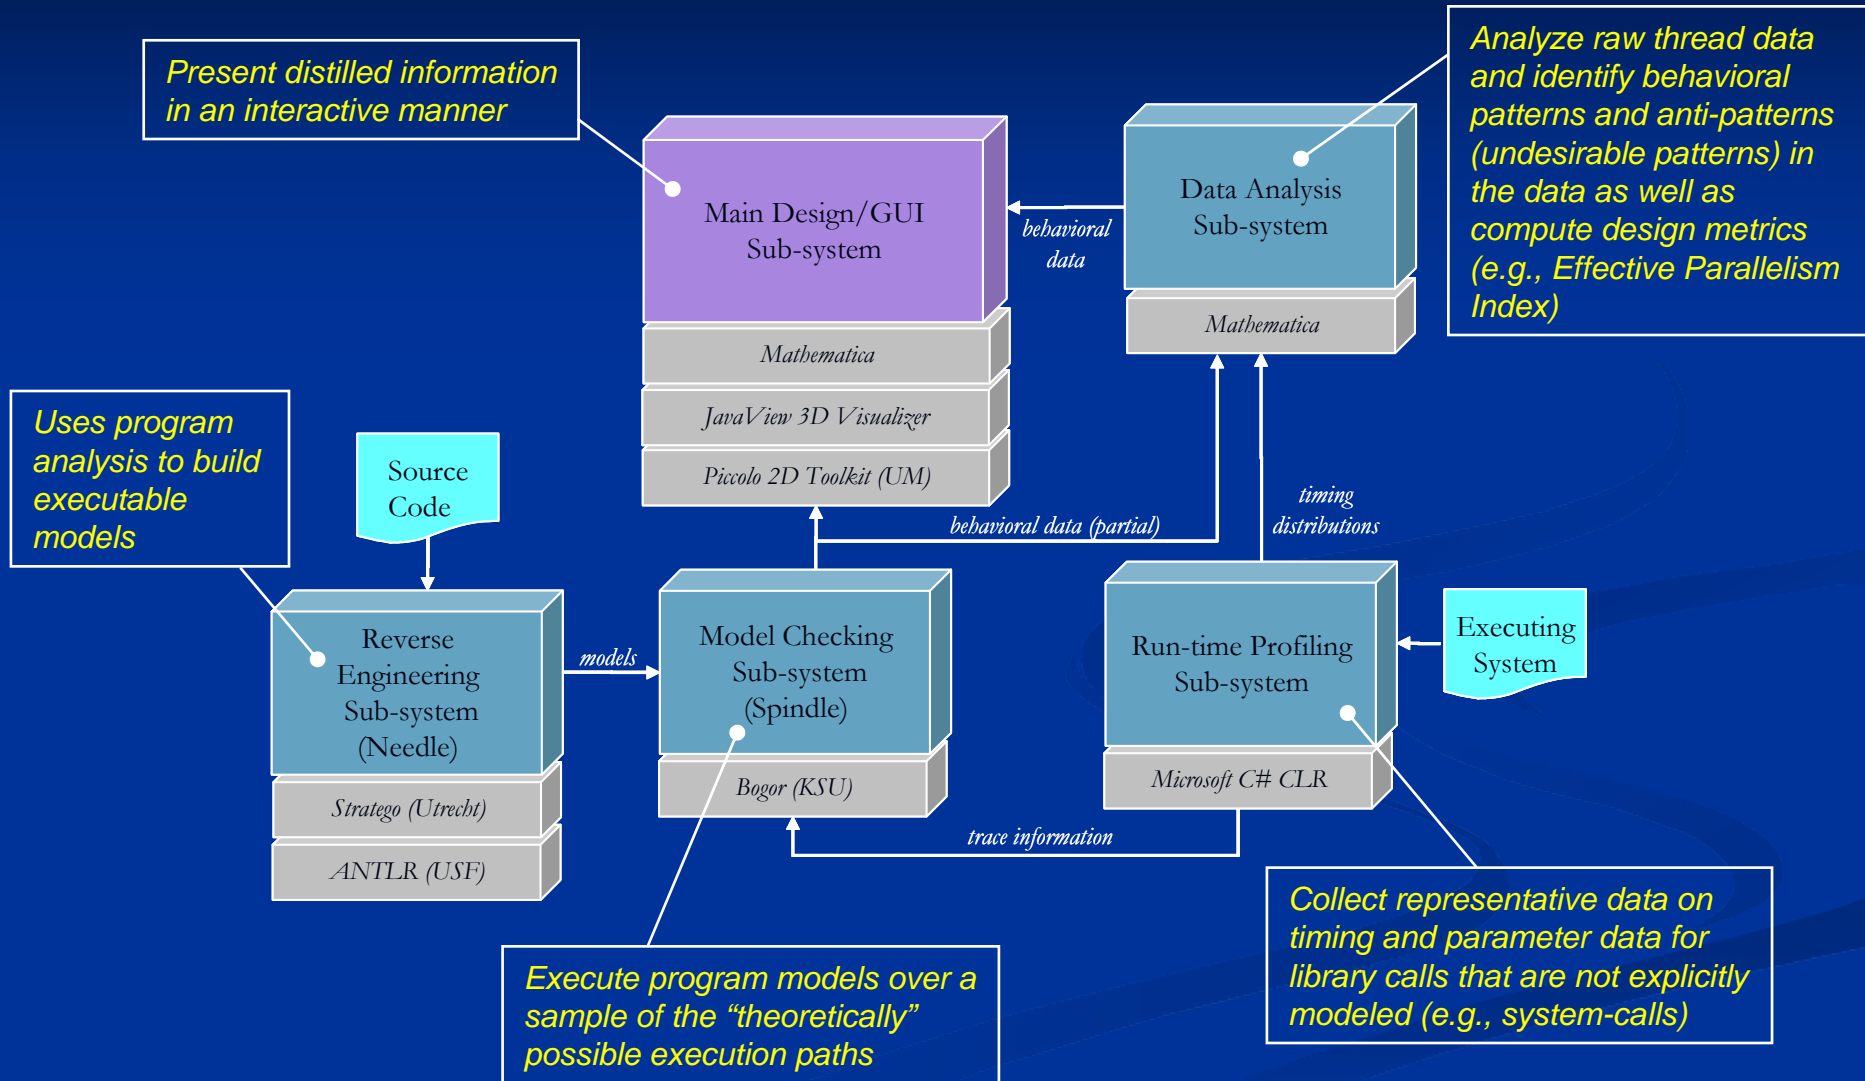 Present distilled information
in an interactive manner
Analyze raw thread data
and identify behavioral
patterns and anti-patterns
(undesirable patterns) in
the data as well as
compute design metrics
(e.g., Effective Parallelism
Index)
Main Design/GUI
Sub-system
Mathematica
JavaView 3D Visualizer
Piccolo 2D Toolkit (UM)
behavioral
data
Data Analysis
Sub-system
Mathematica
Uses program
analysis to build
executable
models
Source
Code
behavioral data (partial)
timing
distributions
Reverse
Engineering
Sub-system
(Needle)
Stratego (Utrecht)
ANTLR (USF)
models
Model Checking
Sub-system
(Spindle)
Bogor (KSU)
Run-time Profiling
Sub-system
Microsoft C# CLR
Executing
System
trace information
Execute program models over a
sample of the “theoretically”
possible execution paths
Collect representative data on
timing and parameter data for
library calls that are not explicitly
modeled (e.g., system-calls)